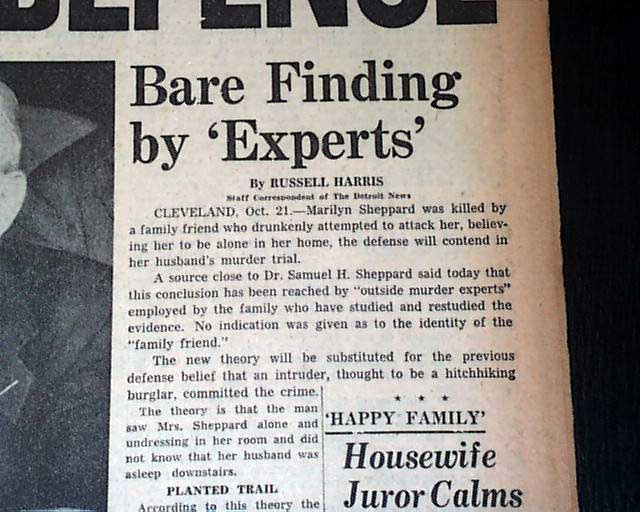 DEFENSE
Bare Finding
by ‘Experts’
By RUSSELL HARRIS
Staff Correspondent of The Detroit News
CLEVELAND, Oct. 21.—Marilyn Sheppard was killed by
a family friend who drunkenly attempted to attack her, believ-
ing her to be alone in her home, the defense will contend in
her husband's murder trial.
A source close to Dr. Samuel H. Sheppard said today that
this conclusion has been reached by "outside murder experts"
employed by the family who have studied and restudied the
evidence. No indication was given as to the identity of the
"family friend."
The new theory will be substituted for the previous
defense belief that an intruder, thought to be a hitchhiking
burglar, committed the crime.
The theory is that the man
saw Mrs. Sheppard alone and
undressing in her room and did
not know that her husband was
asleep downstairs.
PLANTED TRAIL
According to this theory the
★ ★ ★
'HAPPY FAMILY'
Housewife
Juror Calms